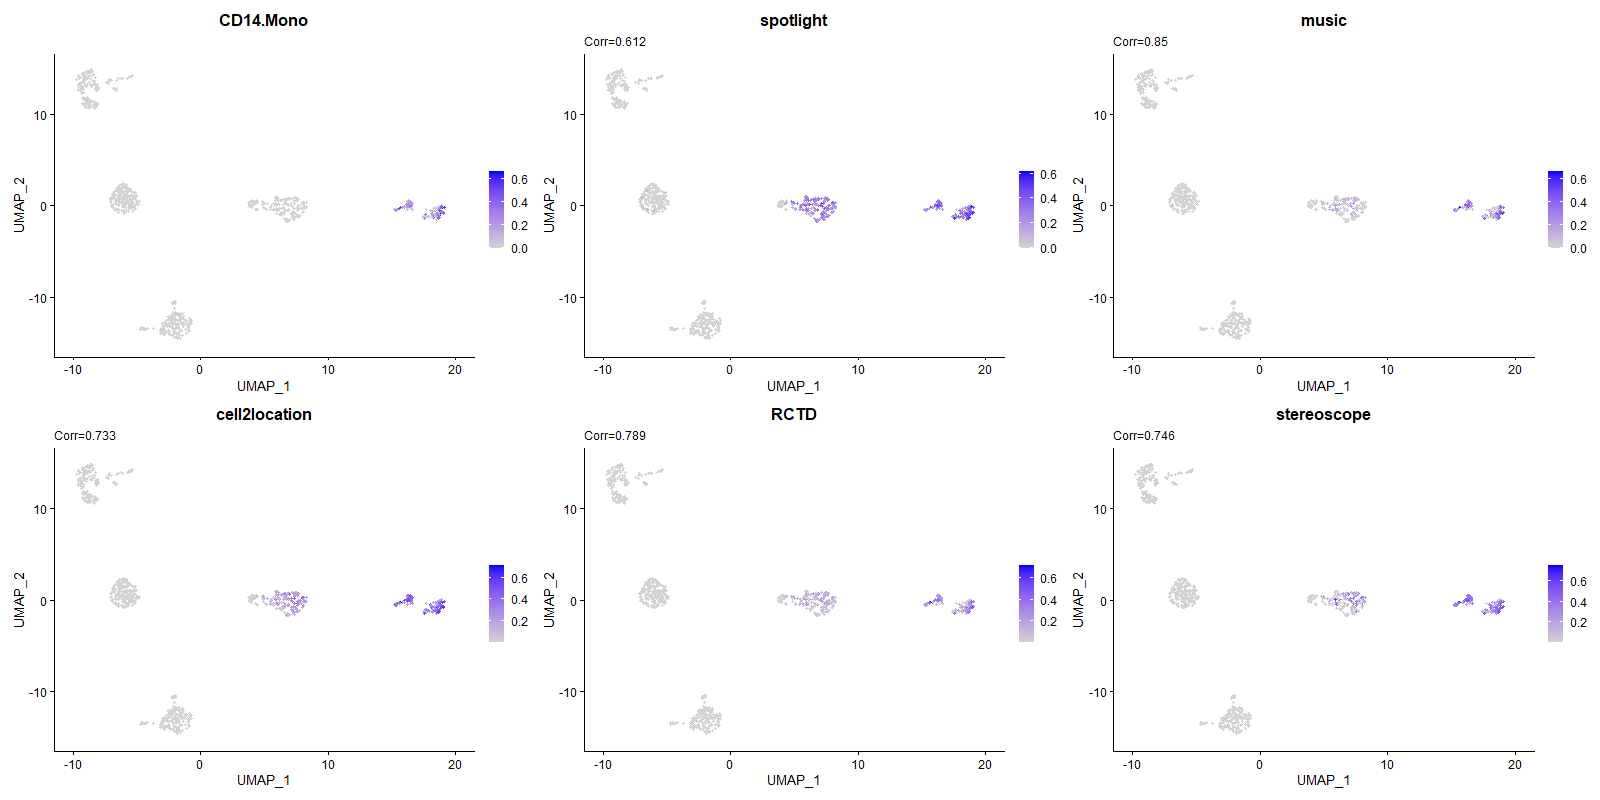 CD14.Mono
UMAP_2
10
0
-10
-10
0
10
20
UMAP_1
0.6
0.4
0.2
0.0
spotlight
Corr=0.612
UMAP_2
10
0
-10
-10
0
10
20
UMAP_1
0.6
0.4
0.2
0.0
music
Corr=0.85
UMAP_2
10
0
-10
-10
0
10
20
UMAP_1
0.6
0.4
0.2
0.0
cell2location
Corr=0.733
UMAP_2
10
0
-10
-10
0
10
20
UMAP_1
0.6
0.4
0.2
RCTD
Corr=0.789
UMAP_2
10
0
-10
-10
0
10
20
UMAP_1
0.6
0.4
0.2
stereoscope
Corr=0.746
UMAP_2
10
0
-10
-10
0
10
20
UMAP_1
0.6
0.4
0.2